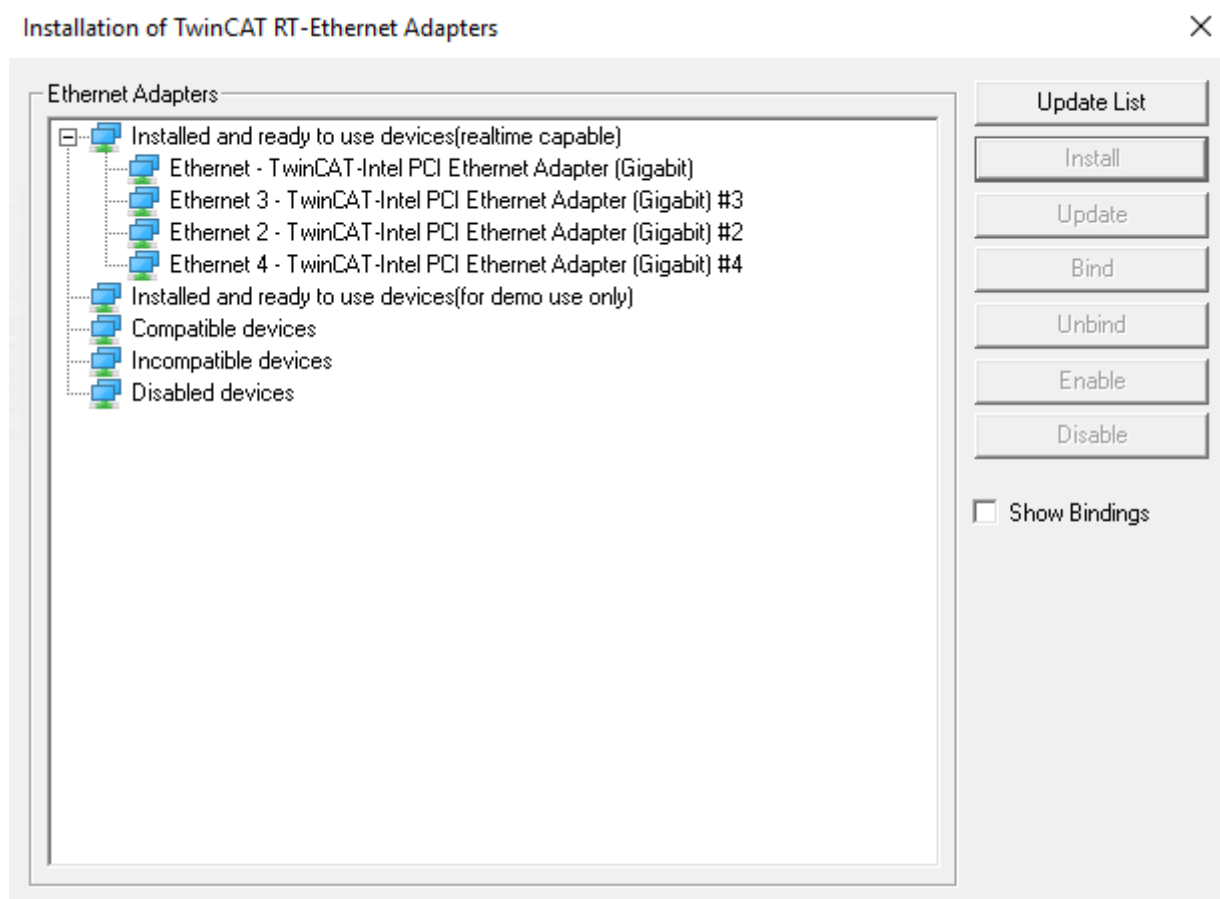 Installation of TwinCAT RT-Ethernet Adapters
Ethernet Adapters
Installed and ready to use devices(realtime capable)
Ethernet - TwinCAT-Intel PCI Ethernet Adapter (Gigabit)
Ethernet 3 - TwinCAT-Intel PCI Ethernet Adapter (Gigabit) #3
Ethernet 2 - TwinCAT-Intel PCI Ethernet Adapter (Gigabit) #2
Ethernet 4 - TwinCAT-Intel PCI Ethernet Adapter (Gigabit) #4
Installed and ready to use devices(for demo use only)
Compatible devices
Incompatible devices
Disabled devices
Update List
Install
Update
Bind
Unbind
Enable
Disable
Show Bindings